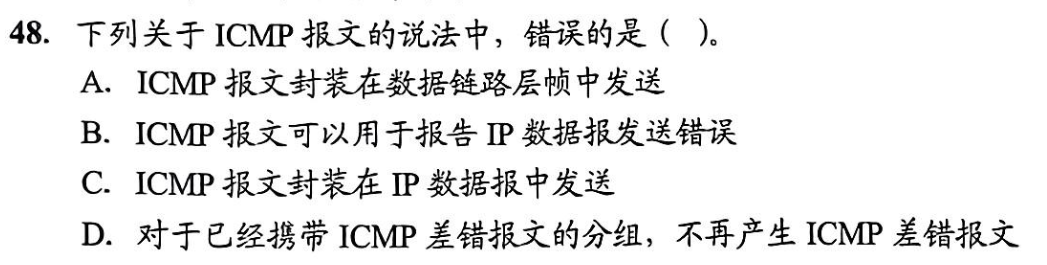 48. 下列关于 ICMP 报文的说法中，错误的是（ ）。
A. ICMP 报文封装在数据链路层帧中发送
B. ICMP 报文可以用于报告 IP 数据报发送错误
C. ICMP 报文封装在 IP 数据报中发送
D. 对于已经携带 ICMP 差错报文的分组，不再产生 ICMP 差错报文